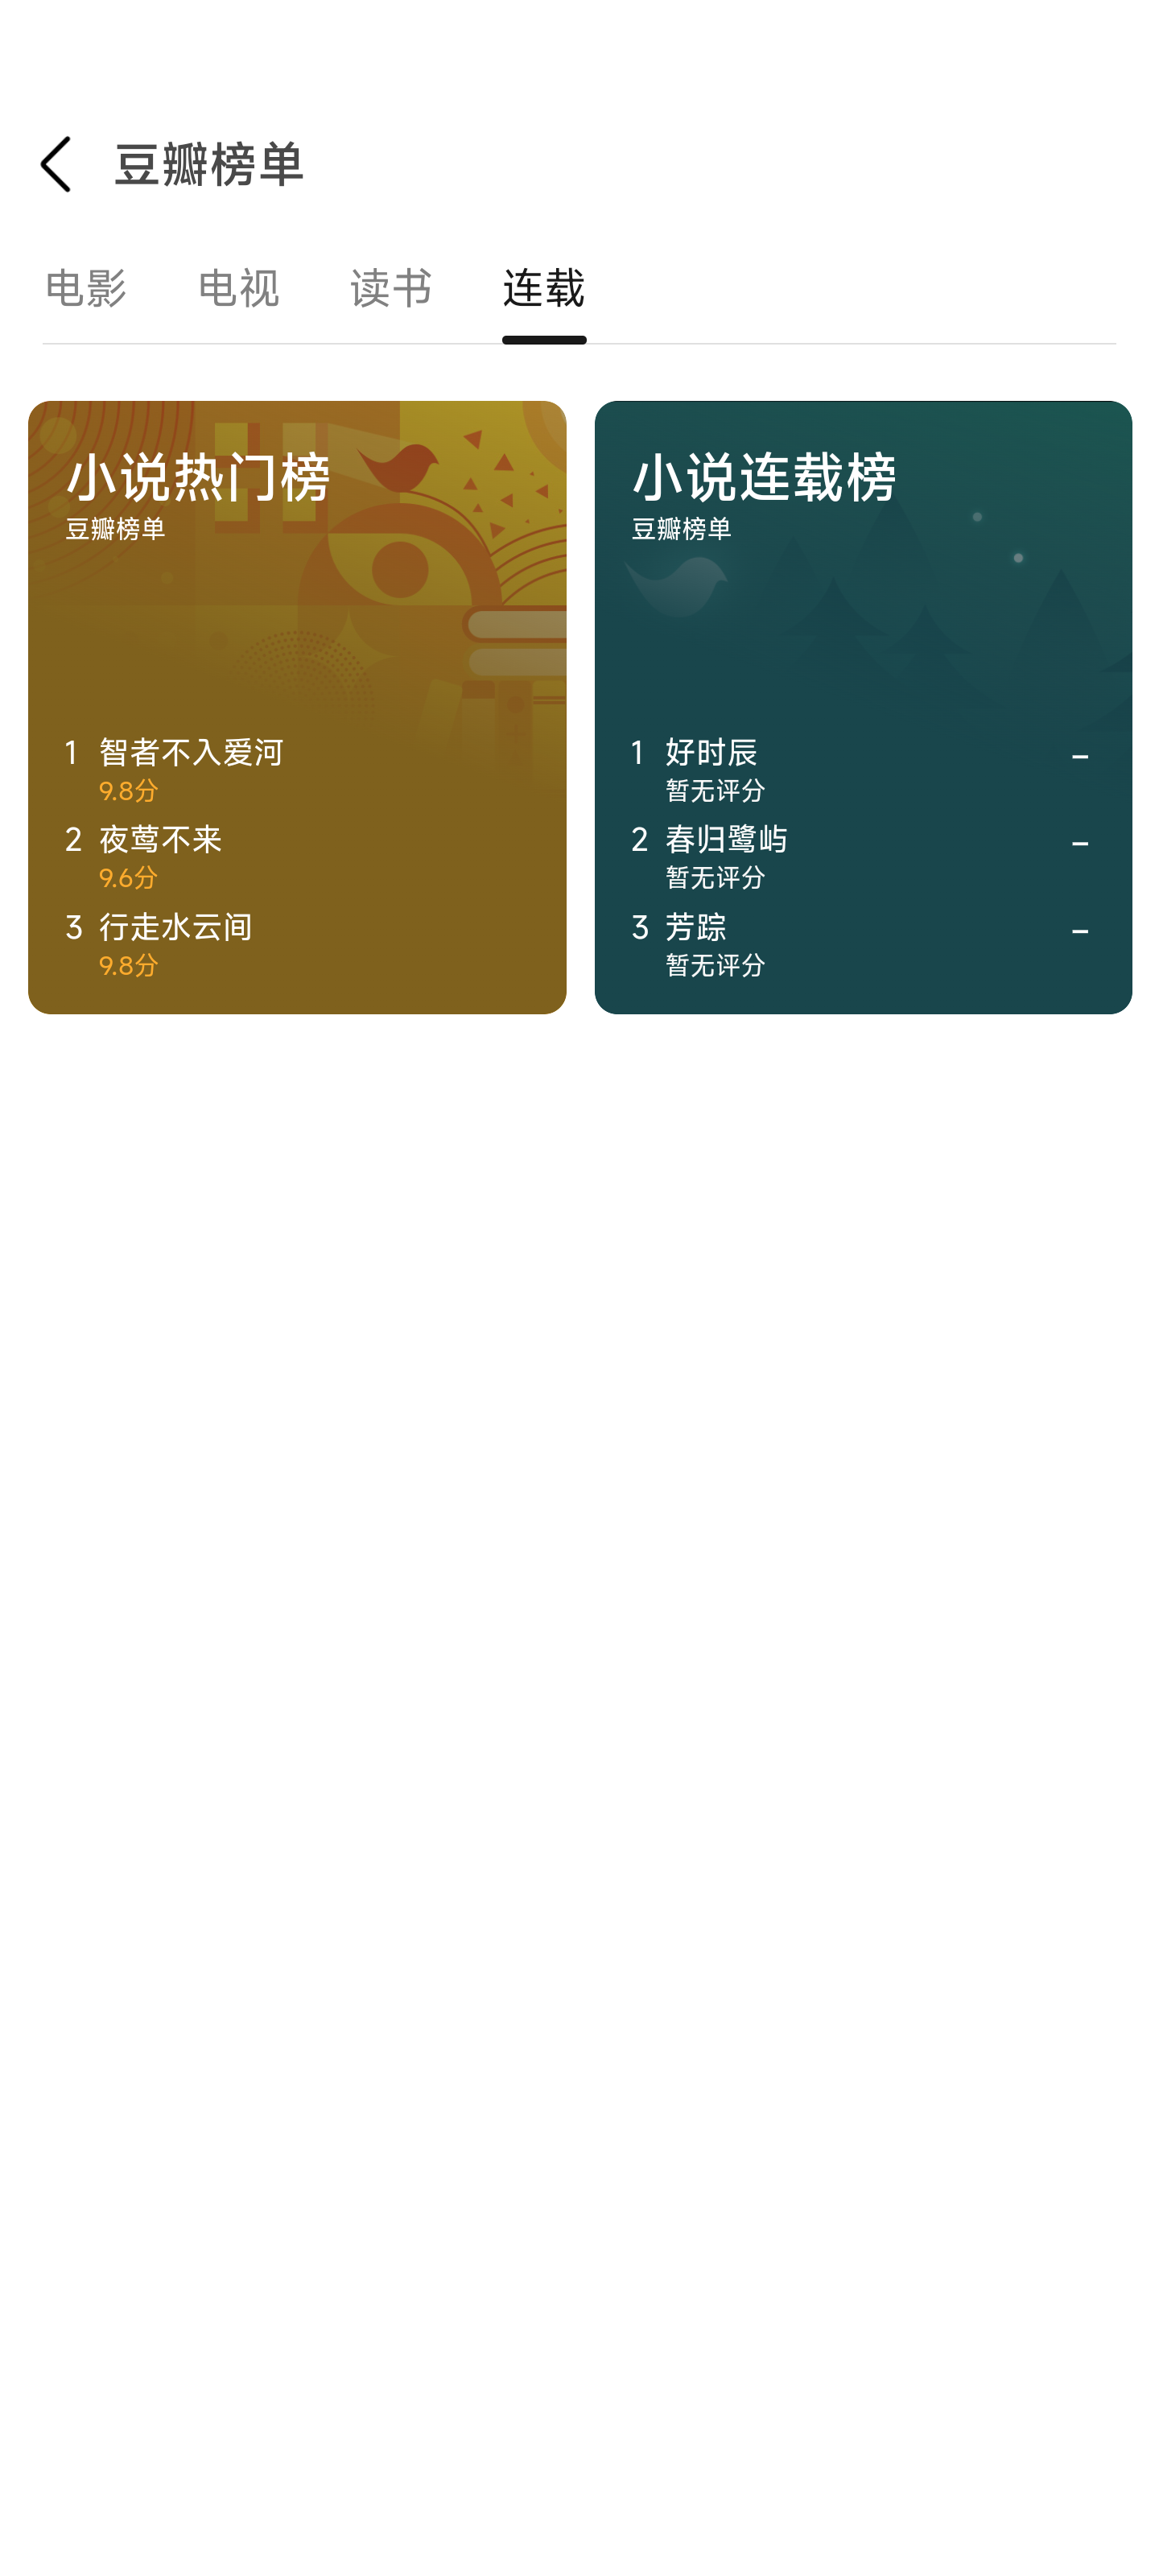 豆瓣榜单
电影 电视 读书 连载
小说热门榜
豆瓣榜单
1 智者不入爱河
9.8分
2 夜莺不来
9.6分
3 行走水云间
9.8分
小说连载榜
豆瓣榜单
1 好时辰 –
暂无评分
2 春归鹭屿 –
暂无评分
3 芳踪 –
暂无评分